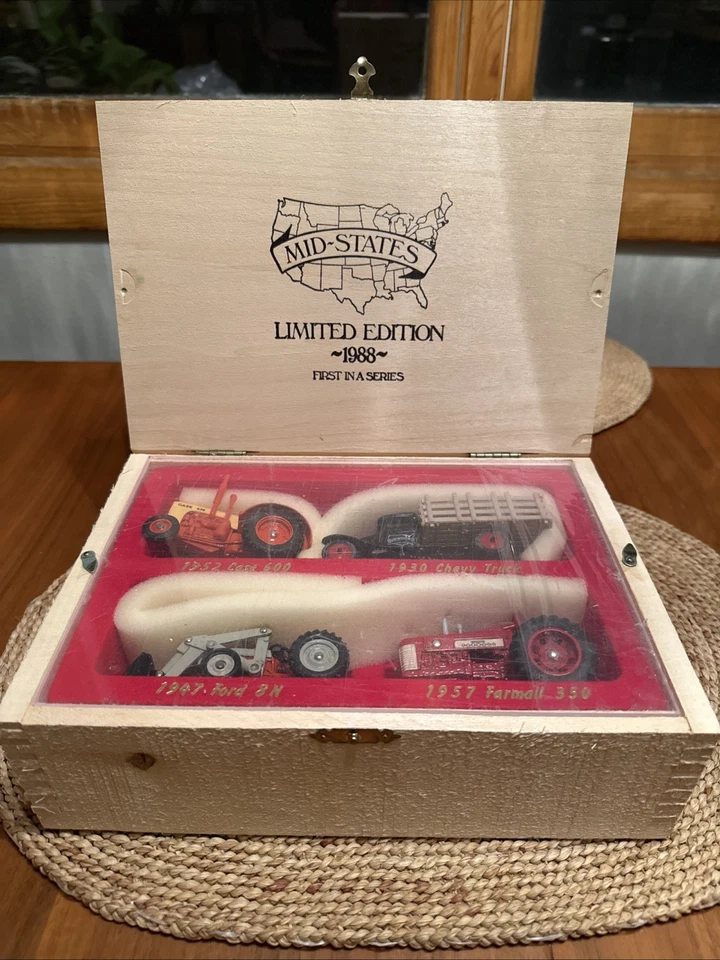 MID-STATES
LIMITED EDITION
~1988~
FIRST IN A SERIES
1952 Case 600
1930 Chevy Truck
1947 Ford 8N
1957 Farmall 350